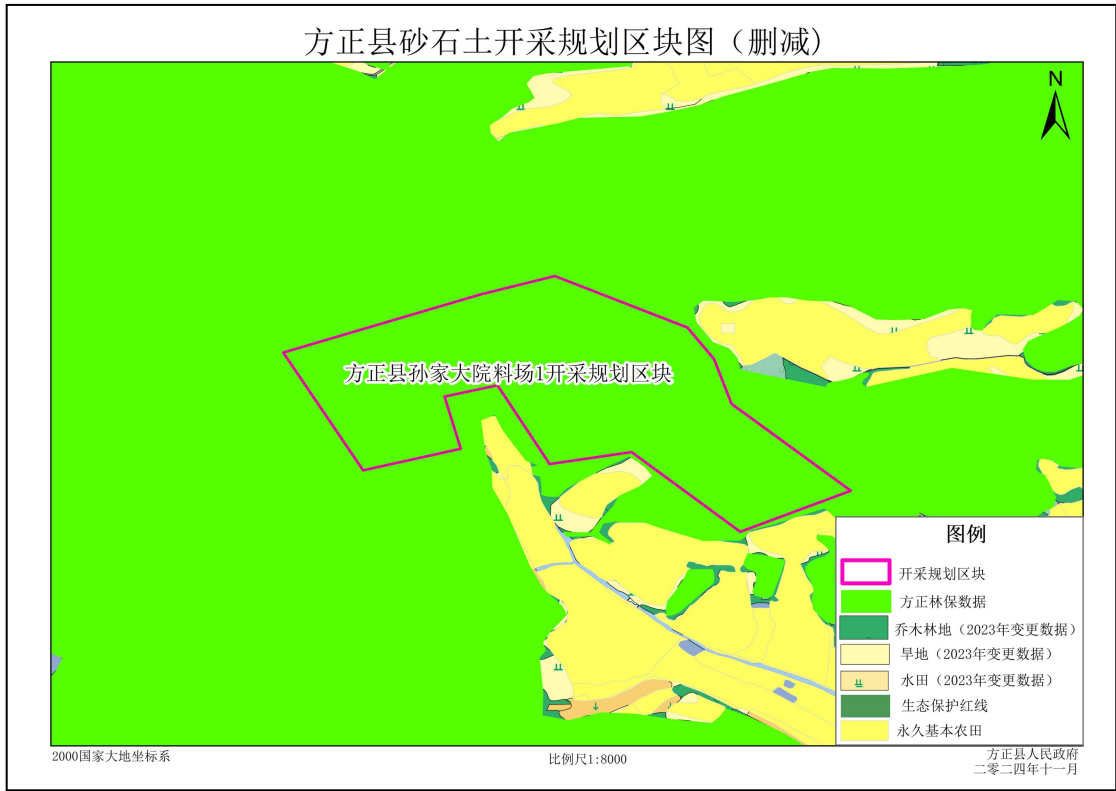 方正县砂石土开采规划区块图（删减)
N
方正县孙家大院料场1开采规划区块
图例
开采规划区块
方正林保数据
乔木林地（2023年变更数据）
旱地（2023年变更数据）
水田（2023年变更数据）
生态保护红线
永久基本农田
2000国家大地坐标系
比例尺1:8000
方正县人民政府
二零二四年十一月